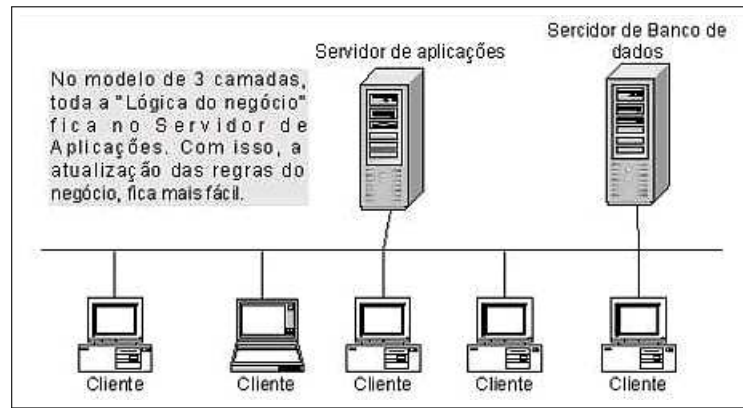 Servidor de aplicações
Sercidor de Banco de
dados
No modelo de 3 camadas,
toda a "Lógica do negócio"
fica no Servidor de
Aplicações. Com isso, a
atualização das regras do
negócio, fica mais fácil.
Cliente
Cliente
Cliente
Cliente
Cliente